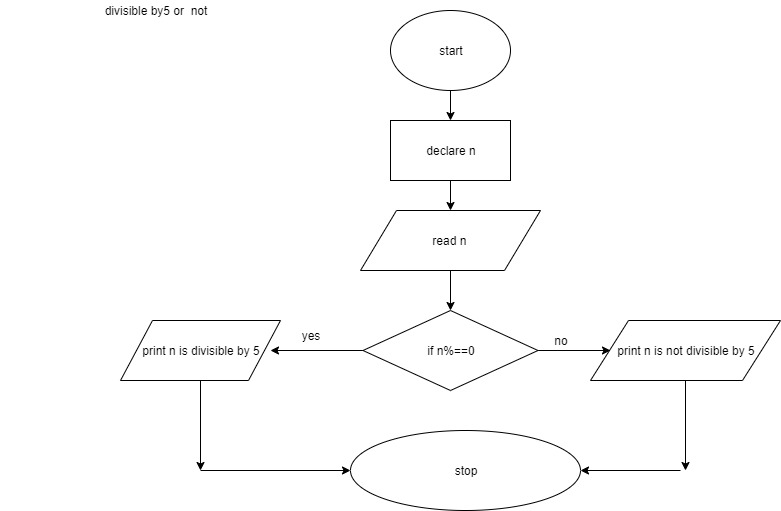 divisible by5 or  not
start
declare n
read n
if n%==0
yes
no
print n is divisible by 5
print n is not divisible by 5
stop